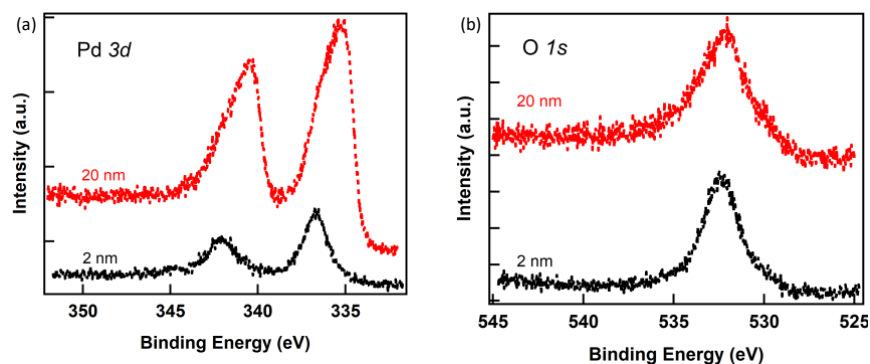 (a)
Pd 3d
20 nm
2 nm
Intensity (a.u.)
350 345 340 335
Binding Energy (eV)
(b)
O 1s
20 nm
2 nm
Intensity (a.u.)
545 540 535 530 525
Binding Energy (eV)